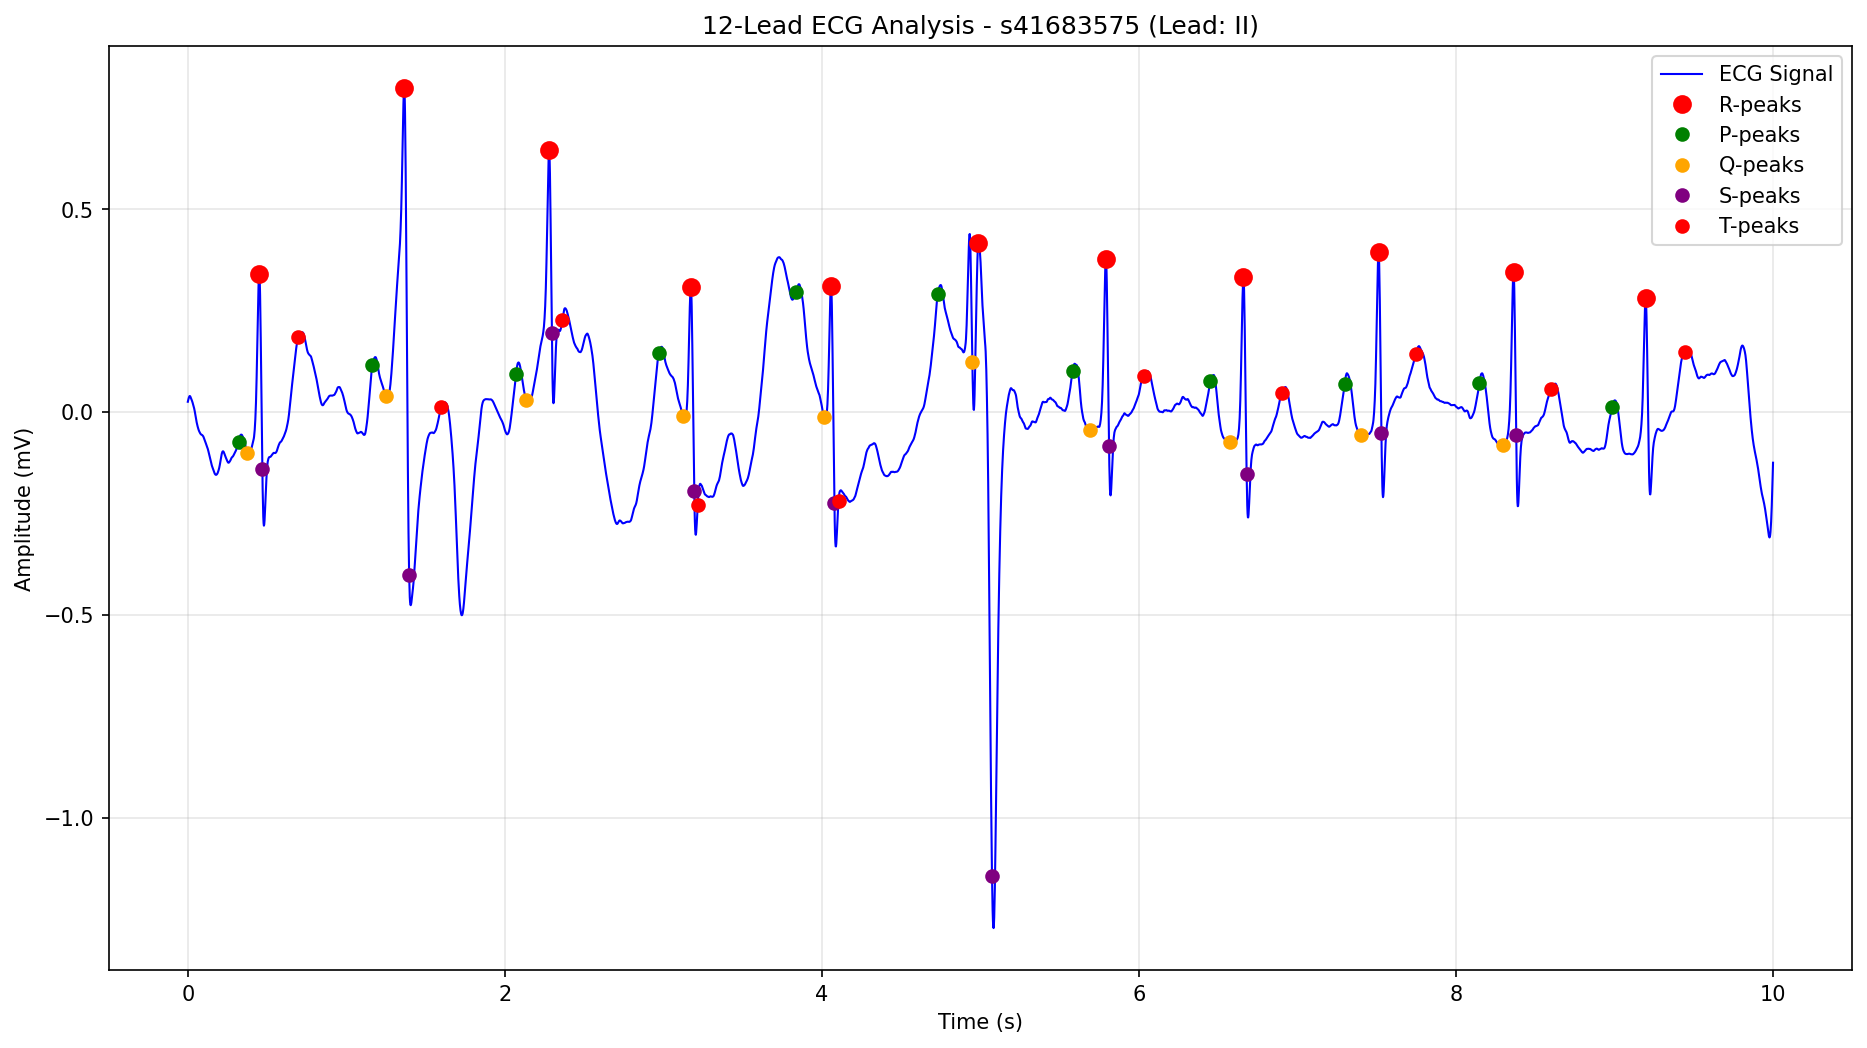 12-Lead ECG Analysis - s41683575 (Lead: II)
ECG Signal
R-peaks
P-peaks
Q-peaks
S-peaks
T-peaks
Amplitude (mV)
0.5
0.0
−0.5
−1.0
0 2 4 6 8 10
Time (s)